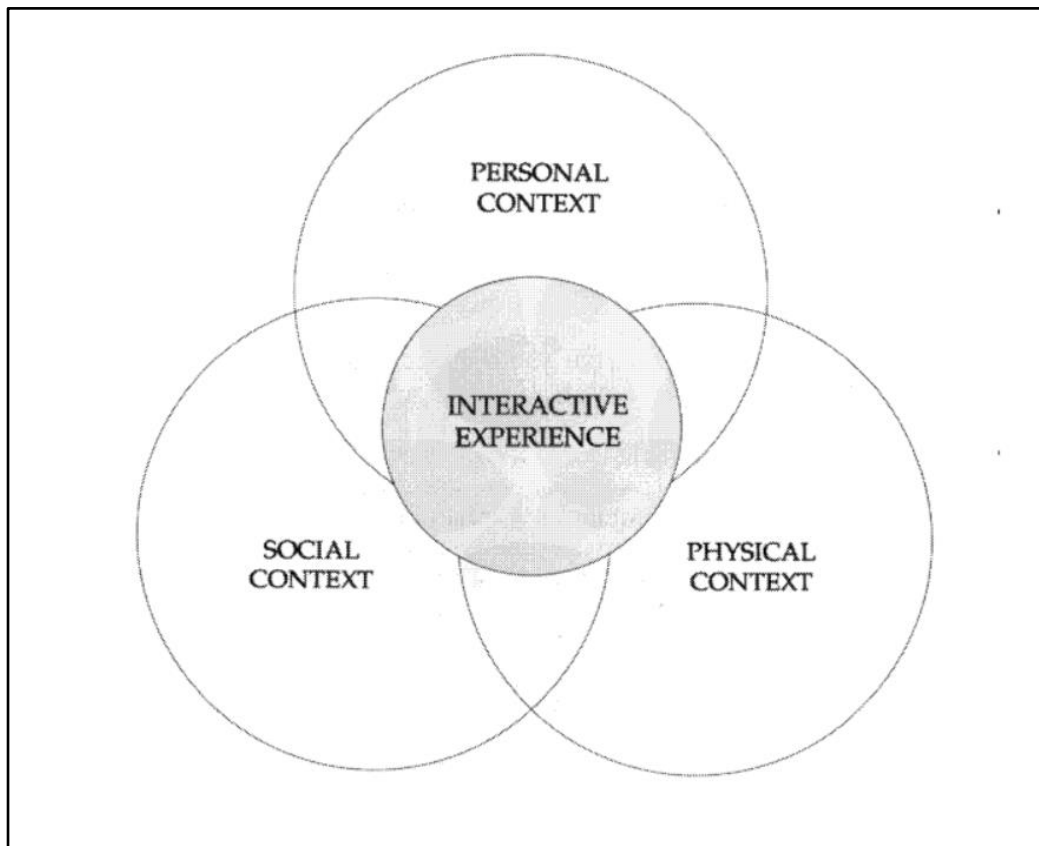 PERSONAL
CONTEXT
INTERACTIVE
EXPERIENCE
SOCIAL
CONTEXT
PHYSICAL
CONTEXT